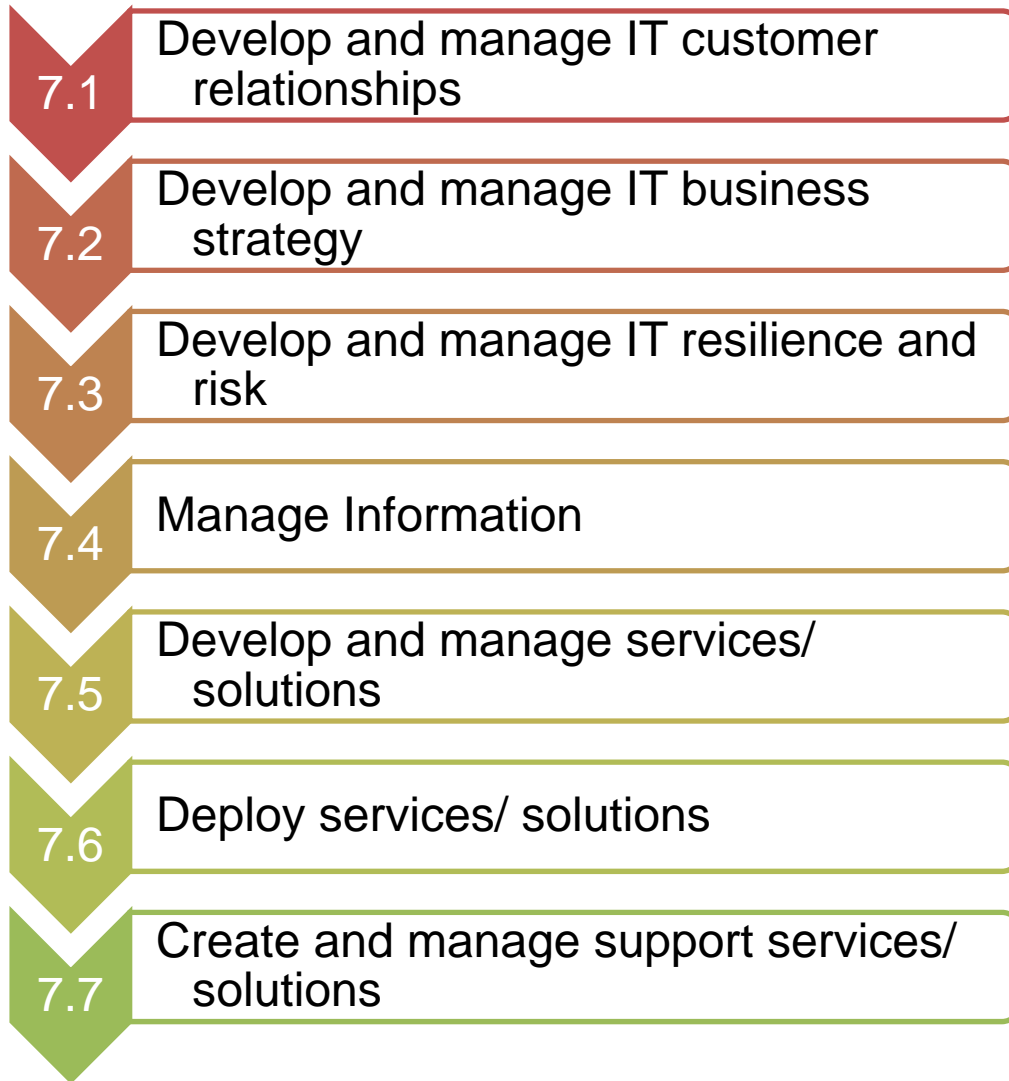 7.1
Develop and manage IT customer
relationships
7.2
Develop and manage IT business
strategy
7.3
Develop and manage IT resilience and
risk
7.4
Manage Information
7.5
Develop and manage services/
solutions
7.6
Deploy services/ solutions
7.7
Create and manage support services/
solutions